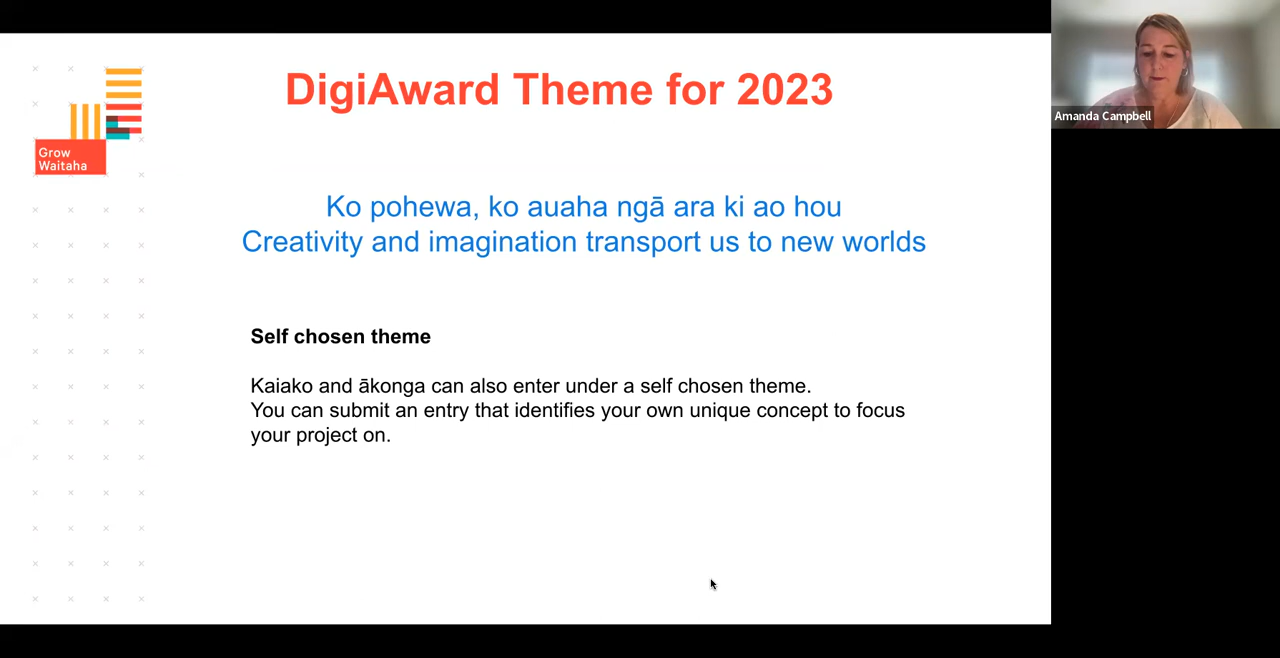 DigiAward Theme for 2023
Grow
Waitaha
Ko pohewa, ko auaha ngā ara ki ao hou
Creativity and imagination transport us to new worlds
Self chosen theme
Kaiako and ākonga can also enter under a self chosen theme.
You can submit an entry that identifies your own unique concept to focus
your project on.
Amanda Campbell